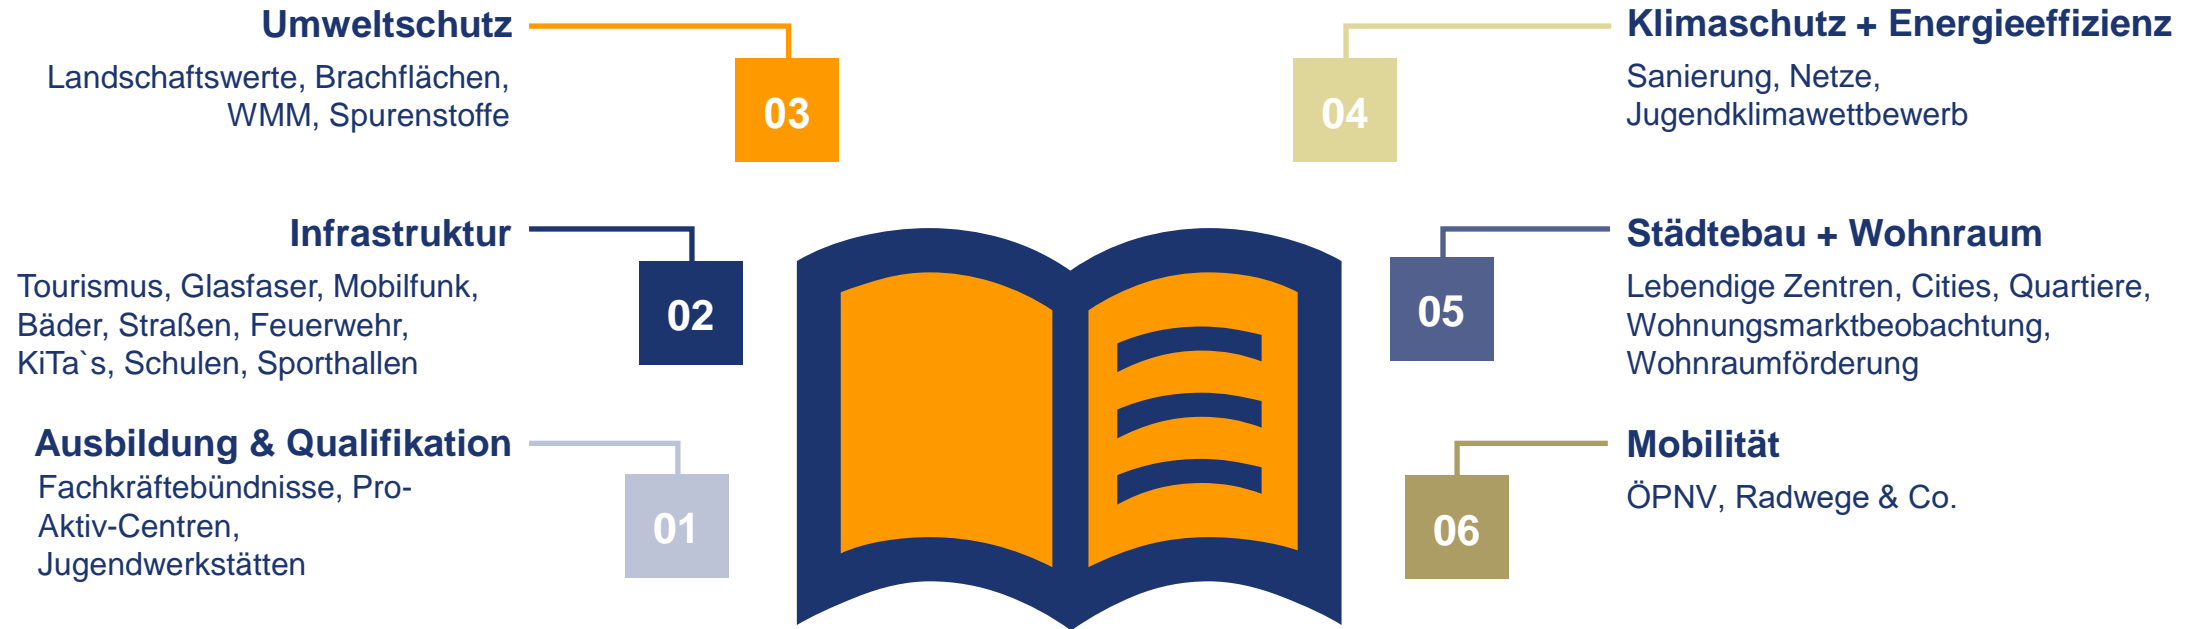 Umweltschutz
Landschaftswerte, Brachflächen,
WMM, Spurenstoffe
03
Klimaschutz + Energieeffizienz
Sanierung, Netze,
Jugendklimawettbewerb
04
Infrastruktur
Tourismus, Glasfaser, Mobilfunk,
Bäder, Straßen, Feuerwehr,
KiTa`s, Schulen, Sporthallen
02
Städtebau + Wohnraum
Lebendige Zentren, Cities, Quartiere,
Wohnungsmarktbeobachtung,
Wohnraumförderung
05
Ausbildung & Qualifikation
Fachkräftebündnisse, Pro-
Aktiv-Centren,
Jugendwerkstätten
01
Mobilität
ÖPNV, Radwege & Co.
06